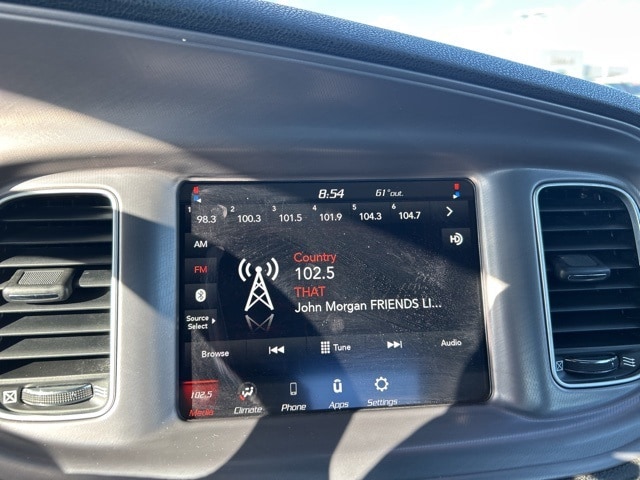 8:54 61°out.
1 98.3 2 100.3 3 101.5 4 101.9 5 104.3 6 104.7
AM
FM
Source Select
HD
Country
102.5
THAT
John Morgan FRIENDS LI...
Browse Tune Audio
102.5
Media Climate Phone Apps Settings